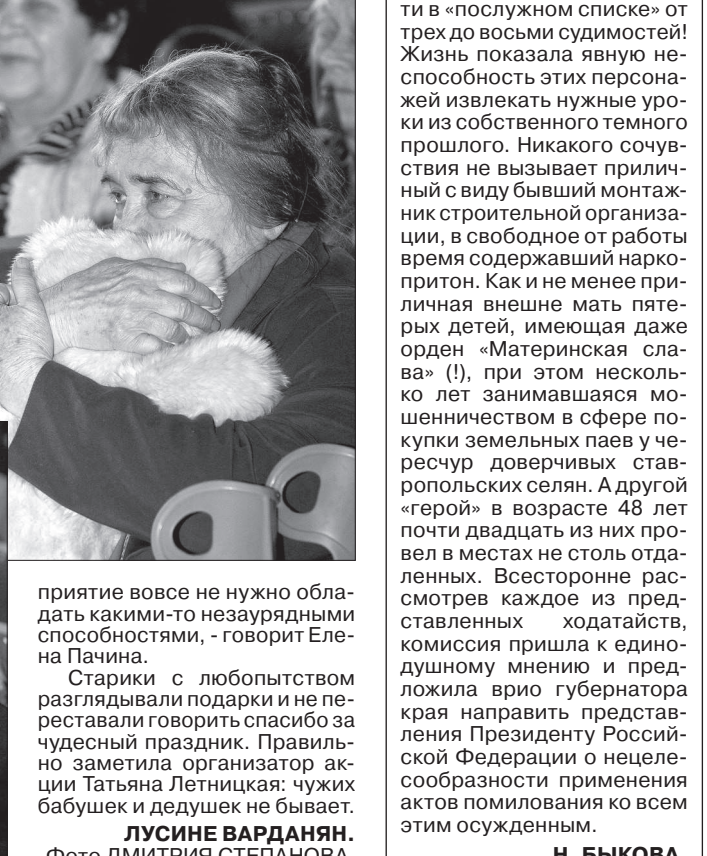 приятие вовсе не нужно обла-
дать какими-то незаурядными
способностями, - говорит Еле-
на Пачина.
Старики с любопытством
разглядывали подарки и не пе-
реставали говорить спасибо за
чудесный праздник. Правиль-
но заметила организатор ак-
ции Татьяна Летницкая: чужих
бабушек и дедушек не бывает.
ЛУСИНЕ ВАРДАНЯН.
Фото ДМИТРИЯ СТЕПАНОВА.
ти в «послужном списке» от
трех до восьми судимостей!
Жизнь показала явную не-
способность этих персона-
жей извлекать нужные уро-
ки из собственного темного
прошлого. Никакого сочув-
ствия не вызывает прилич-
ный с виду бывший монтаж-
ник строительной организа-
ции, в свободное от работы
время содержавший нарко-
притон. Как и не менее при-
личная внешне мать пяте-
рых детей, имеющая даже
орден «Материнская сла-
ва» (!), при этом несколь-
ко лет занимавшаяся мо-
шенничеством в сфере по-
купки земельных паев у че-
ресчур доверчивых став-
ропольских селян. А другой
«герой» в возрасте 48 лет
почти двадцать из них про-
вел в местах не столь отда-
ленных. Всесторонне рас-
смотрев каждое из пред-
ставленных ходатайств,
комиссия пришла к едино-
душному мнению и пред-
ложила врио губернатора
края направить представ-
ления Президенту Россий-
ской Федерации о нецеле-
сообразности применения
актов помилования ко всем
этим осужденным.
Н. БЫКОВА.